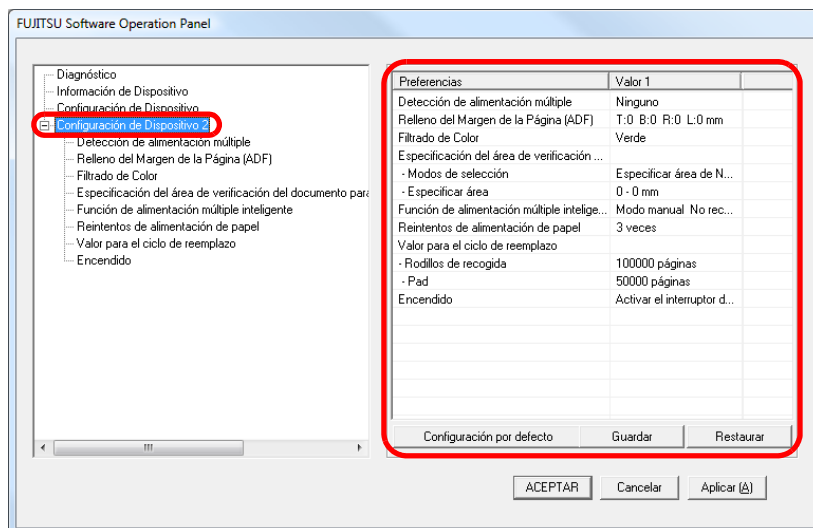 FUJITSU Software Operation Panel
Diagnóstico
Información de Dispositivo
Configuración de Dispositivo
Configuración de Dispositivo 2
Detección de alimentación múltiple
Relleno del Margen de la Página (ADF)
Filtrado de Color
Especificación del área de verificación del documento para
Función de alimentación múltiple inteligente
Reintentos de alimentación de papel
Valor para el ciclo de reemplazo
Encendido
Preferencias Valor 1
Detección de alimentación múltiple Ninguno
Relleno del Margen de la Página (ADF) T:0 B:0 R:0 L:0 mm
Filtrado de Color Verde
Especificación del área de verificación ...
- Modos de selección Especificar área de N...
- Especificar área 0 - 0 mm
Función de alimentación múltiple intelige... Modo manual No rec...
Reintentos de alimentación de papel 3 veces
Valor para el ciclo de reemplazo
- Rodillos de recogida 100000 páginas
- Pad 50000 páginas
Encendido Activar el interruptor d...
Configuración por defecto Guardar Restaurar
ACEPTAR Cancelar Aplicar (A)